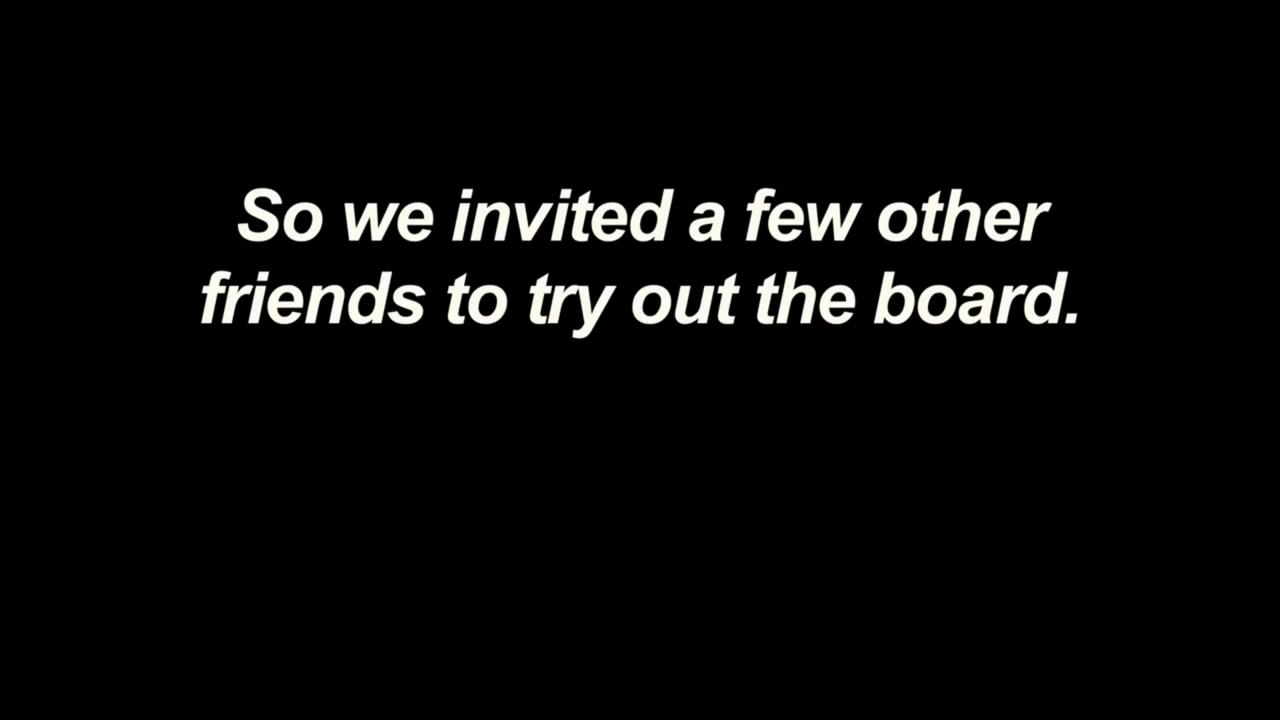 So we invited a few other
friends to try out the board.